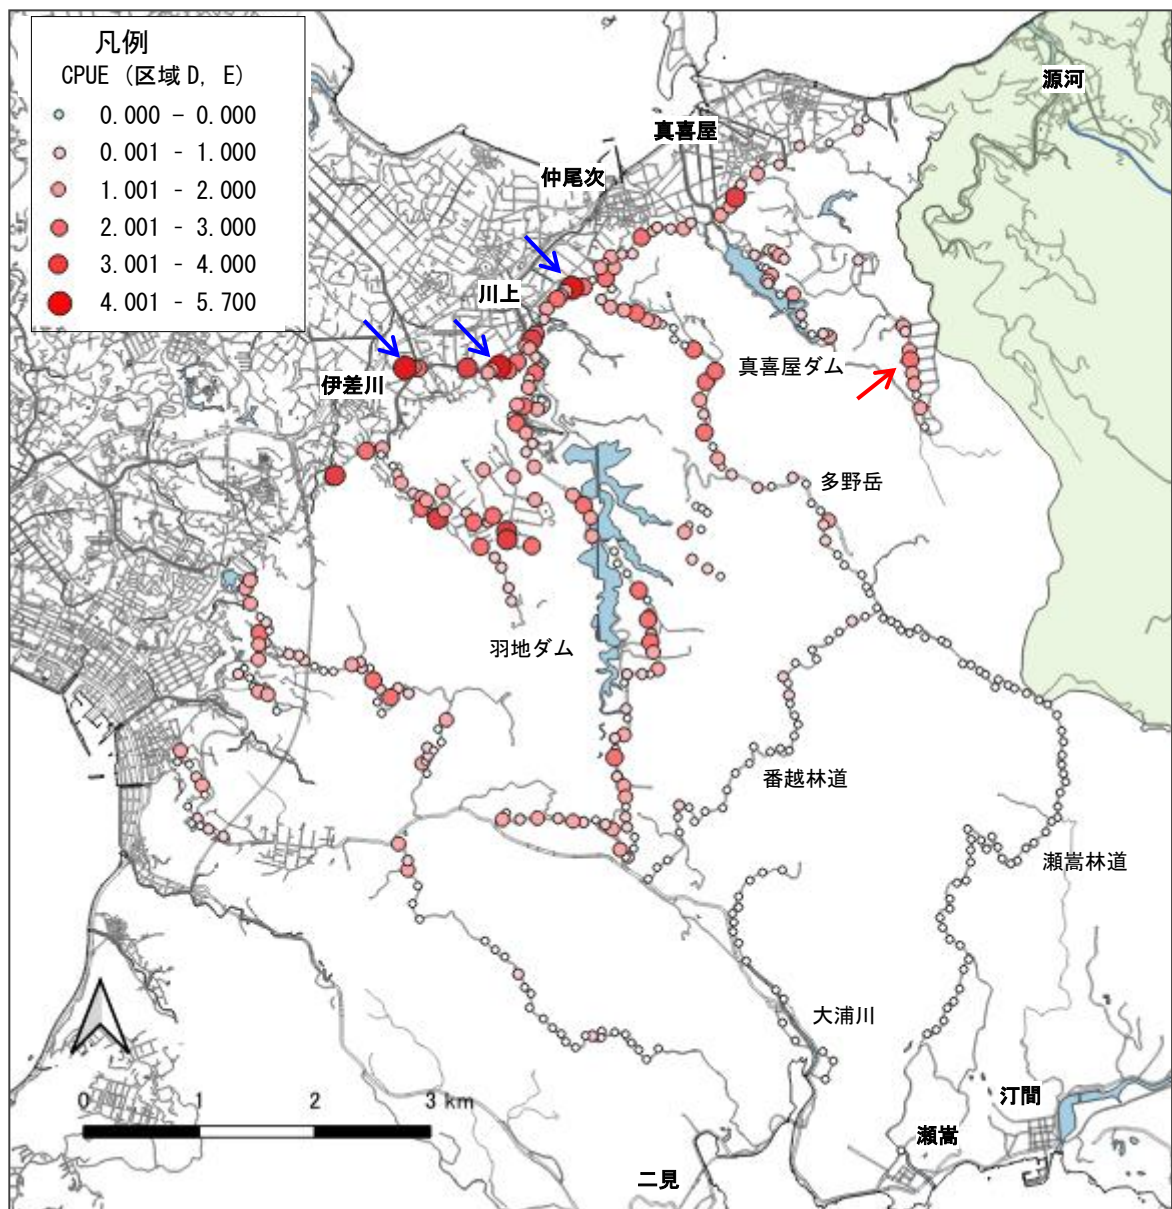 凡例
CPUE (区域 D, E)
0.000 - 0.000
0.001 - 1.000
1.001 - 2.000
2.001 - 3.000
3.001 - 4.000
4.001 - 5.700
源河
真喜屋
仲尾次
川上
伊差川
真喜屋ダム
多野岳
羽地ダム
番越林道
瀬嵩林道
大浦川
0 1 2 3 km
汀間
瀬嵩
二見